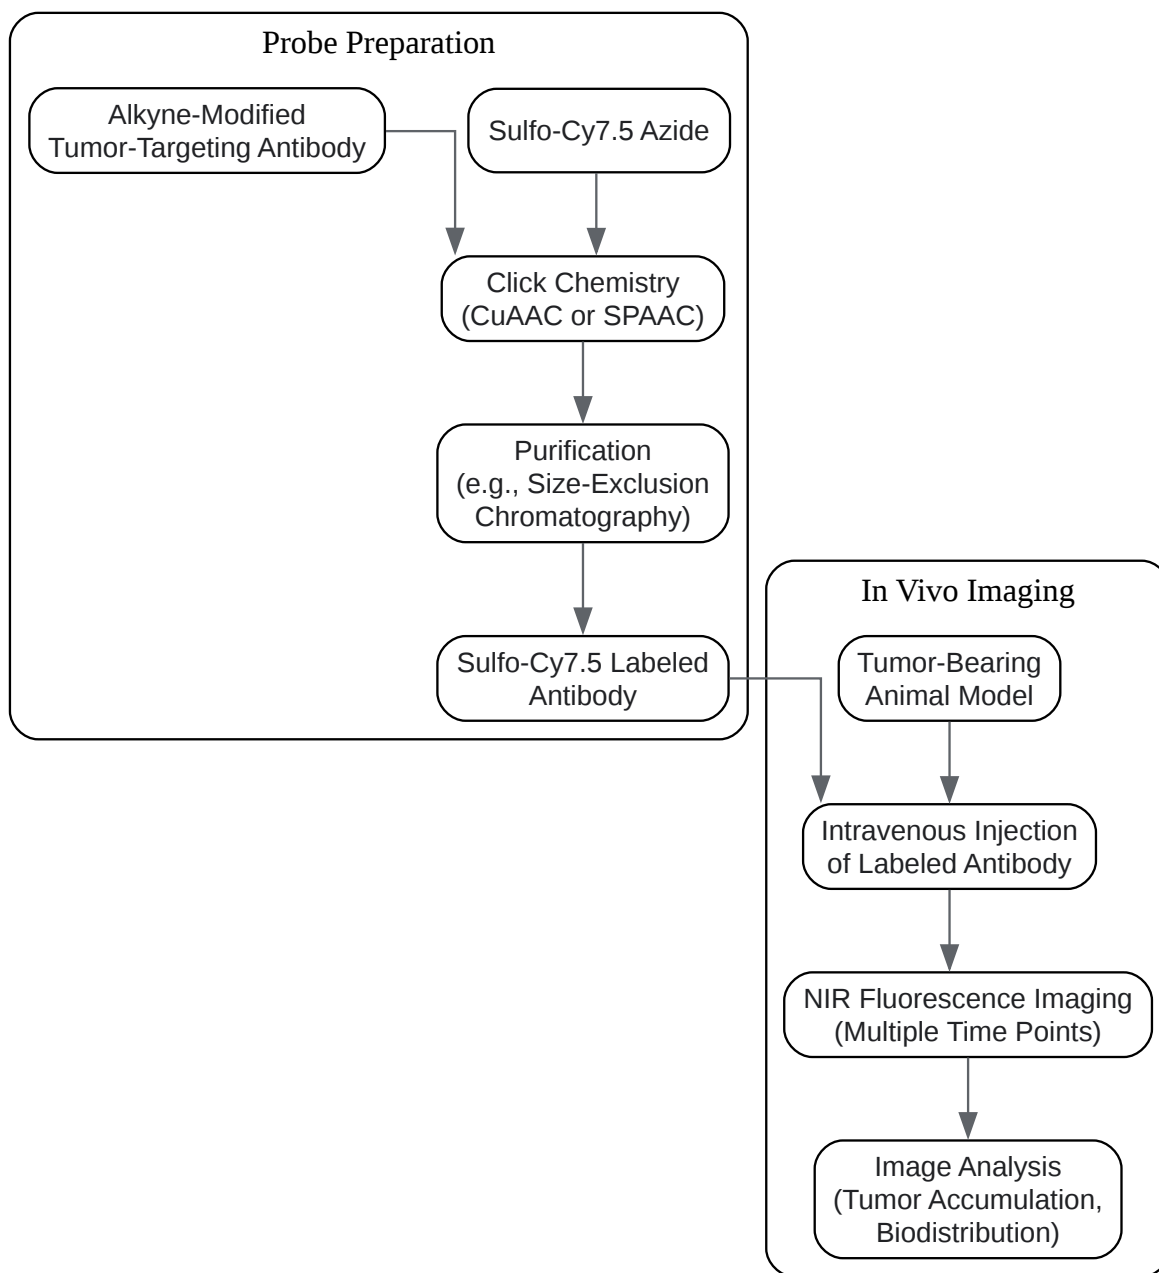 Probe Preparation
Alkyne-Modified
Tumor-Targeting Antibody
Sulfo-Cy7.5 Azide
Click Chemistry
(CuAAC or SPAAC)
Purification
(e.g., Size-Exclusion
Chromatography)
Sulfo-Cy7.5 Labeled
Antibody
In Vivo Imaging
Tumor-Bearing
Animal Model
Intravenous Injection
of Labeled Antibody
NIR Fluorescence Imaging
(Multiple Time Points)
Image Analysis
(Tumor Accumulation,
Biodistribution)